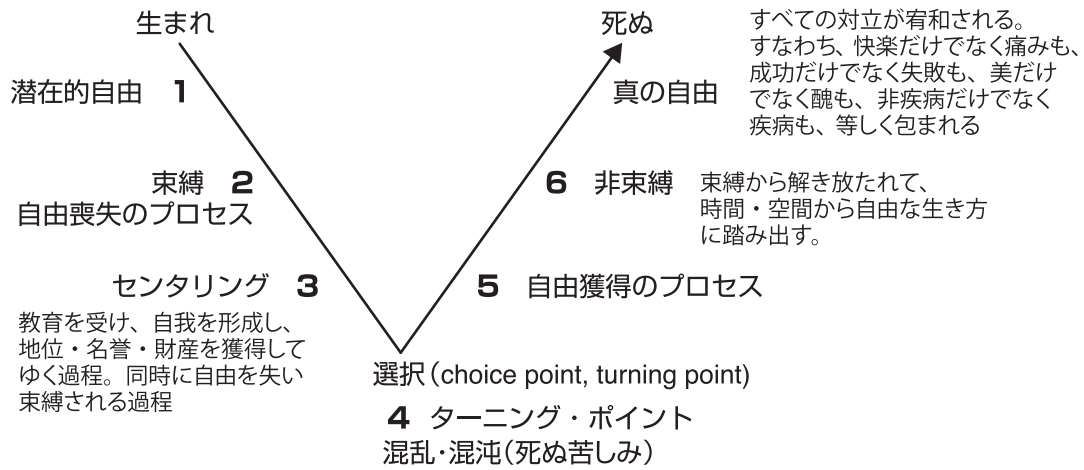 生まれ
潜在的自由 1
束縛 2
自由喪失のプロセス
センタリング 3
教育を受け、自我を形成し、
地位・名誉・財産を獲得して
ゆく過程。同時に自由を失い
束縛される過程
選択(choice point, turning point)
4 ターニング・ポイント
混乱・混沌(死ぬ苦しみ)
5 自由獲得のプロセス
6 非束縛
束縛から解き放たれて、
時間・空間から自由な生き方
に踏み出す。
真の自由
死ぬ
すべての対立が宥和される。
すなわち、快楽だけでなく痛みも、
成功だけでなく失敗も、美だけ
でなく醜も、非疾病だけでなく
疾病も、等しく包まれる